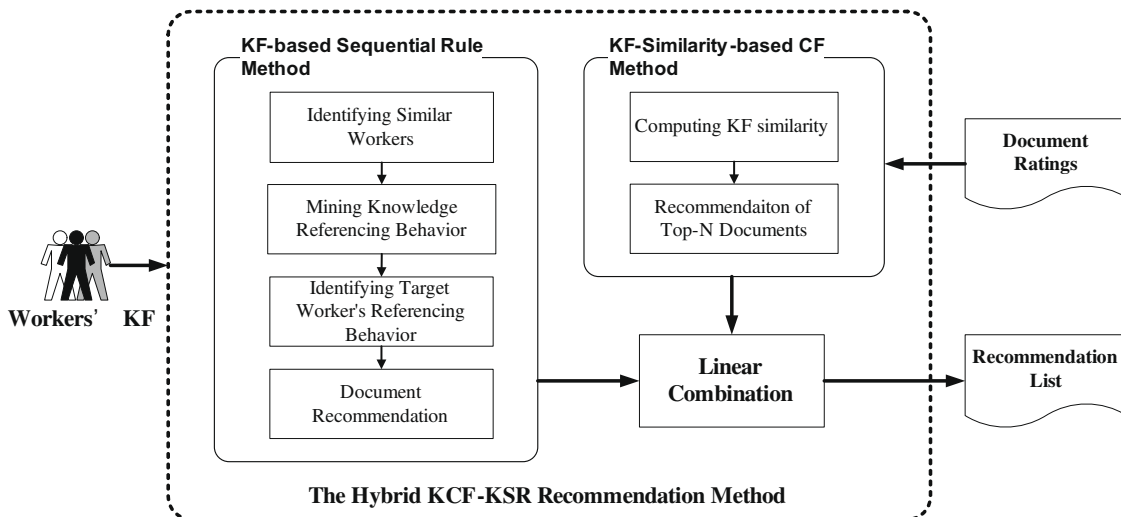 KF-based Sequential Rule
Method
Identifying Similar
Workers
Mining Knowledge
Referencing Behavior
Identifying Target
Worker's Referencing
Behavior
Document
Recommendation
KF-Similarity-based CF
Method
Computing KF similarity
Recommendaiton of
Top-N Documents
Document
Ratings
Workers’ KF
Linear
Combination
Recommendation
List
The Hybrid KCF-KSR Recommendation Method